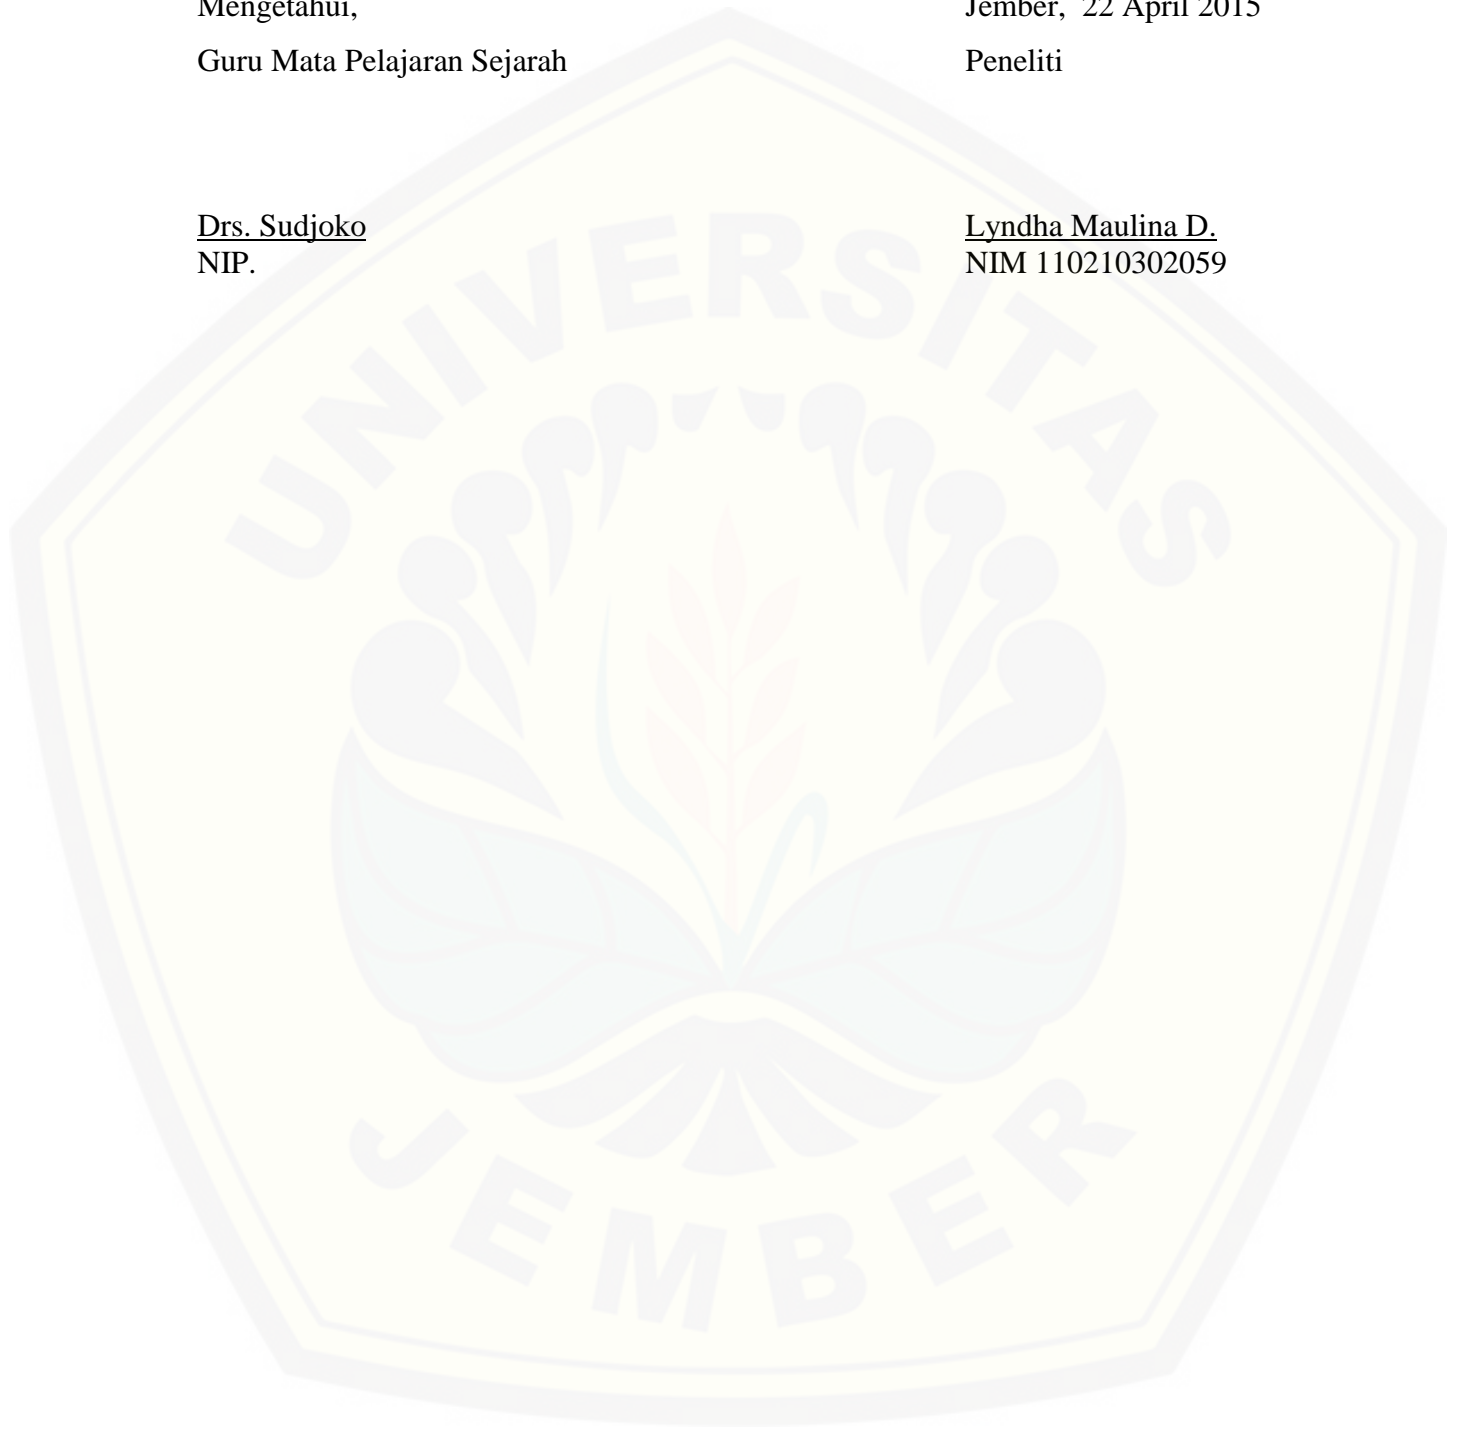 Mengetahui,
Jember, 22 April 2015
Guru Mata Pelajaran Sejarah
Peneliti
Drs. Sudjoko
Lyndha Maulina D.
NIP.
NIM 110210302059
UNIVERSITAS
JEMBER